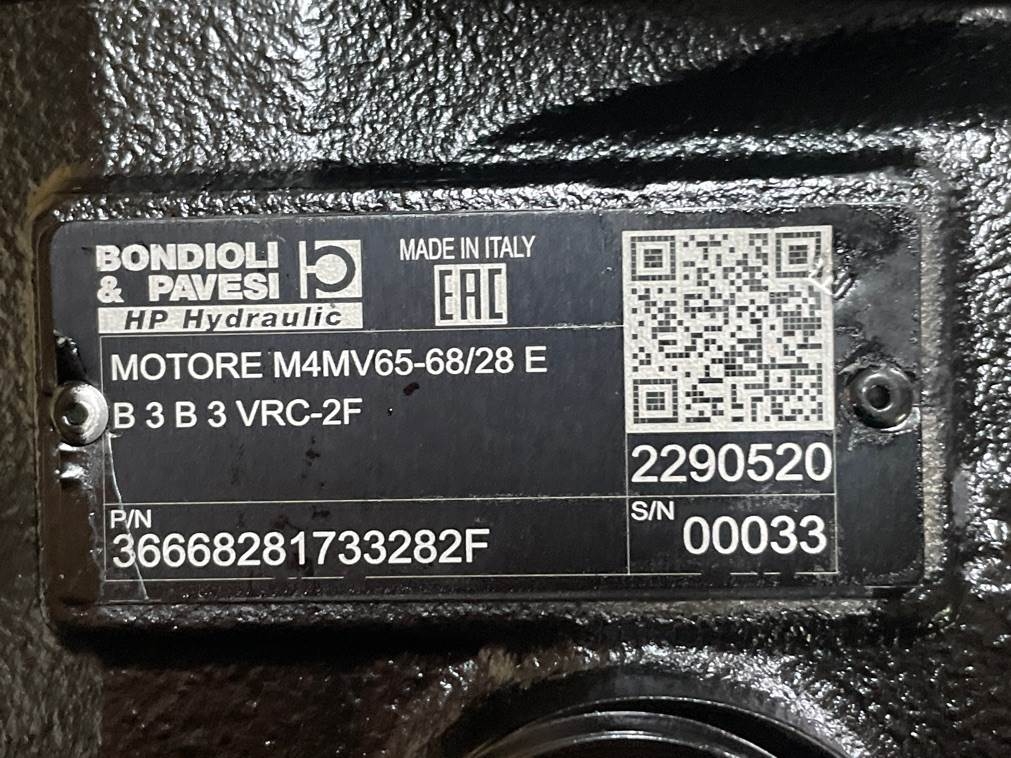 BONDIOLI
& PAVESI
HP Hydraulic
MADE IN ITALY
EAC
MOTORE M4MV65-68/28 E
B 3 B 3 VRC-2F
2290520
P/N
36668281733282F
S/N
00033